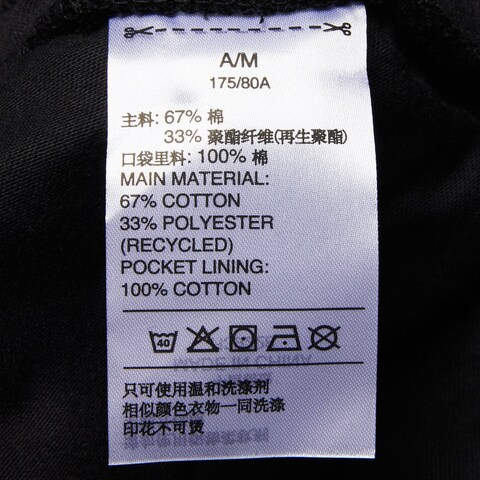 A/M
175/80A
主料: 67% 棉
33% 聚酯纤维(再生聚酯)
口袋里料: 100% 棉
MAIN MATERIAL:
67% COTTON
33% POLYESTER
(RECYCLED)
POCKET LINING:
100% COTTON
40
MADE IN CHINA
只可使用温和洗涤剂
相似颜色衣物一同洗涤
印花不可烫